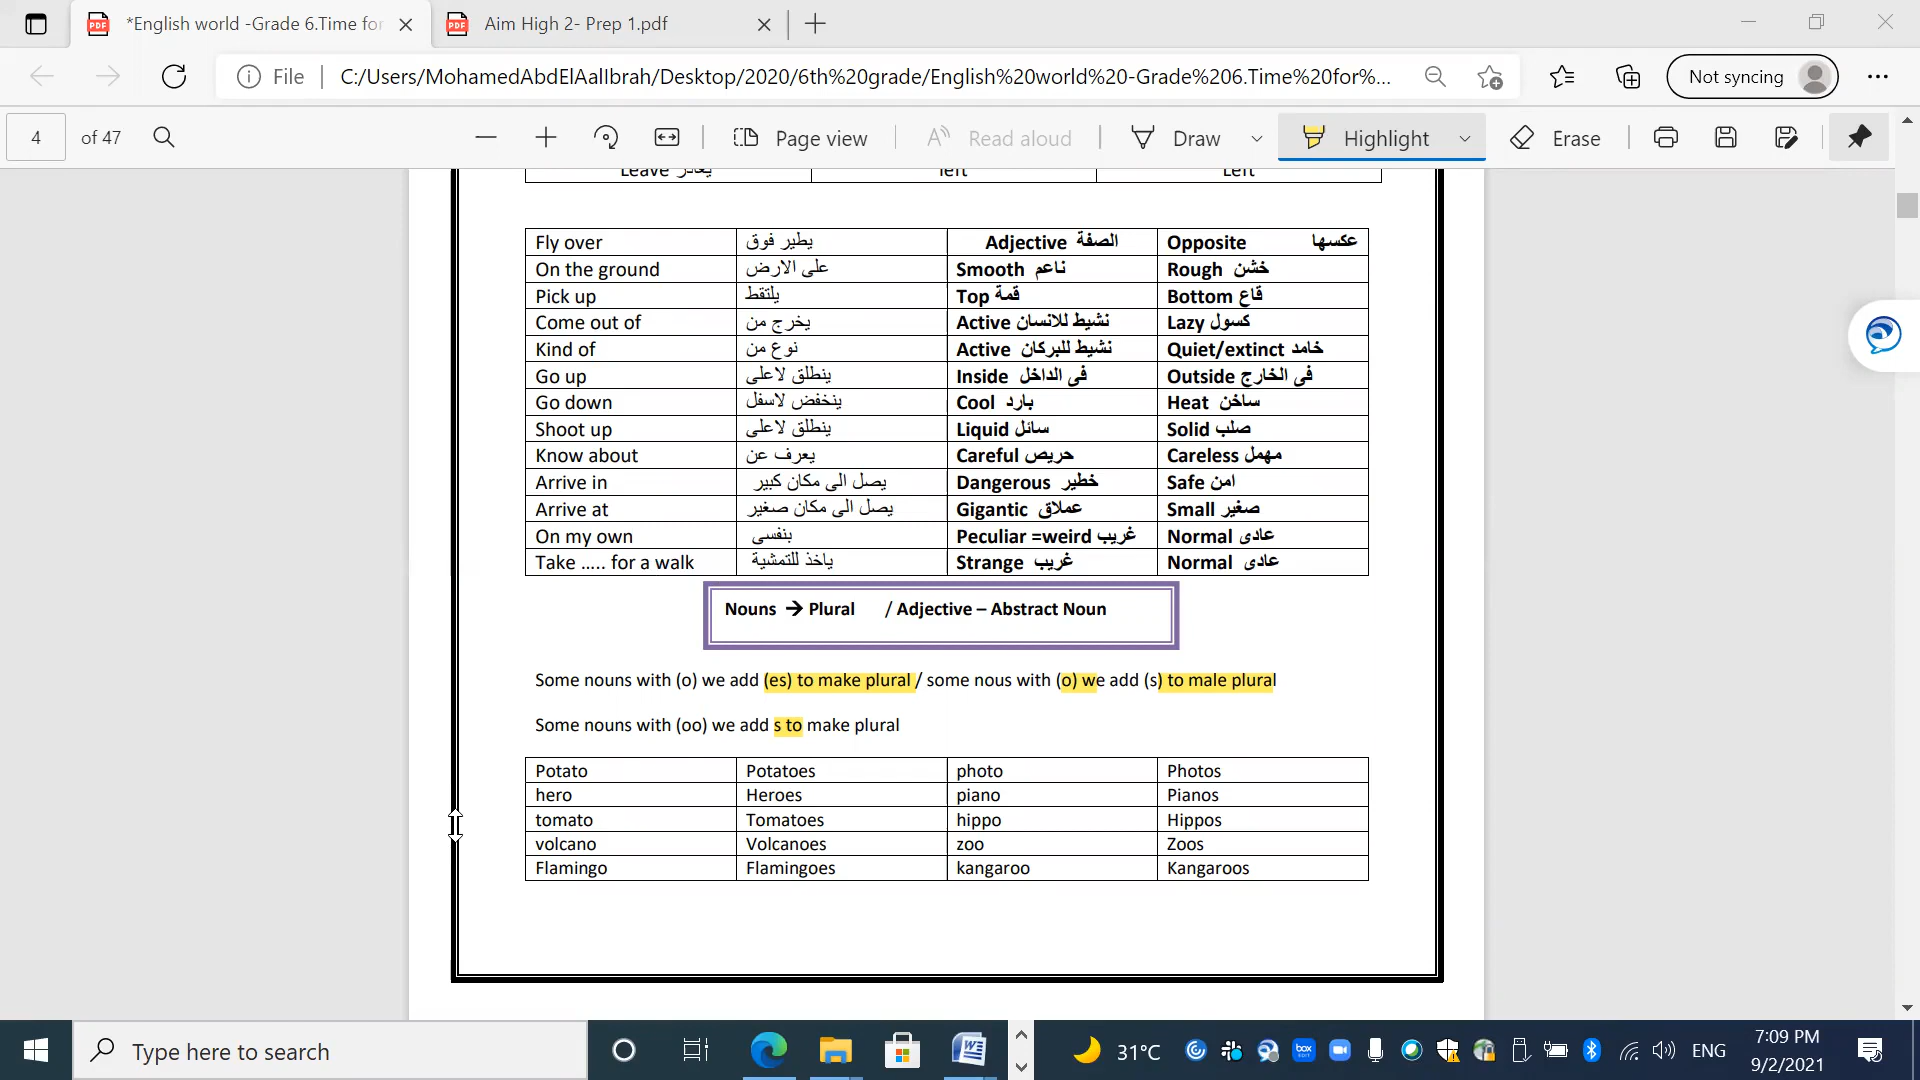 *English world -Grade 6.Time for
Aim High 2- Prep 1.pdf
File
C:/Users/MohamedAbdElAalIbrah/Desktop/2020/6th%20grade/English%20world%20-Grade%206.Time%20for%...
Not syncing
4 of 47
Page view
Read aloud
Draw
Highlight
Erase
Leave يغادر left Left
Fly over يطير فوق Adjective الصفة Opposite عكسها
On the ground على الارض Smooth ناعم Rough خشن
Pick up يلتقط Top قمة Bottom قاع
Come out of يخرج من Active نشيط للانسان Lazy كسول
Kind of نوع من Active نشيط للبركان Quiet/extinct خامد
Go up ينطلق لاعلى Inside فى الداخل Outside فى الخارج
Go down ينخفض لاسفل Cool بارد Heat ساخن
Shoot up ينطلق لاعلى Liquid سائل Solid صلب
Know about يعرف عن Careful حريص Careless مهمل
Arrive in يصل الى مكان كبير Dangerous خطير Safe امن
Arrive at يصل الى مكان صغير Gigantic عملاق Small صغير
On my own بنفسى Peculiar =weird غريب Normal عادى
Take ..... for a walk ياخذ للتمشية Strange غريب Normal عادى
Nouns → Plural / Adjective – Abstract Noun
Some nouns with (o) we add (es) to make plural / some nous with (o) we add (s) to male plural
Some nouns with (oo) we add s to make plural
Potato Potatoes photo Photos
hero Heroes piano Pianos
tomato Tomatoes hippo Hippos
volcano Volcanoes zoo Zoos
Flamingo Flamingoes kangaroo Kangaroos
Type here to search
31°C
ENG
7:09 PM
9/2/2021